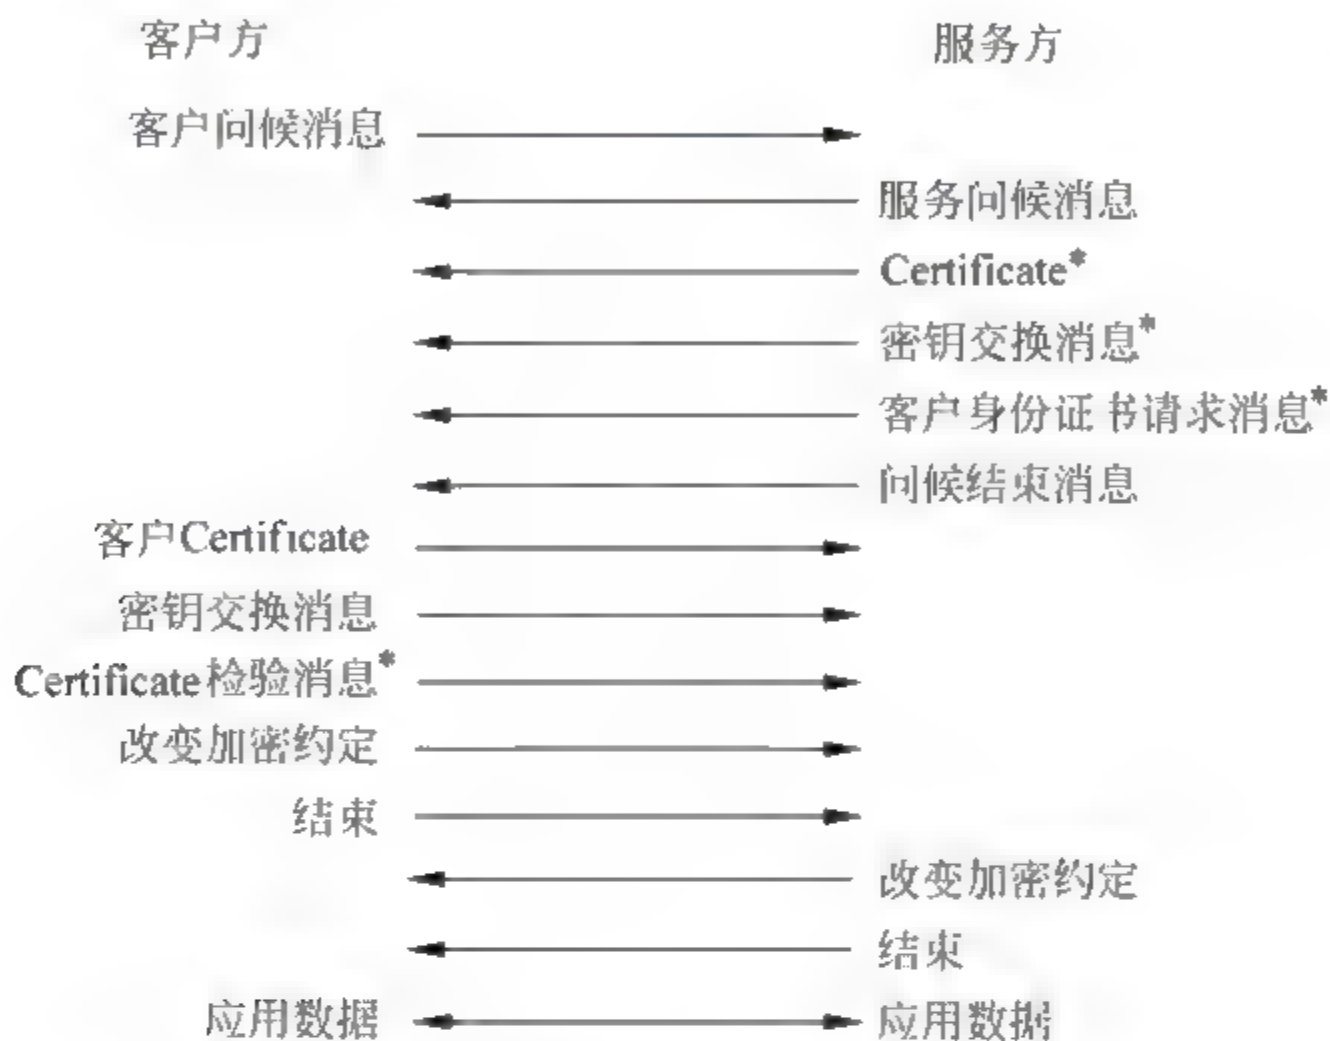 客户方 服务方
客户问候消息
服务问候消息
Certificate*
密钥交换消息*
客户身份证书请求消息*
问候结束消息
客户Certificate
密钥交换消息
Certificate检验消息*
改变加密约定
结束
改变加密约定
结束
应用数据 应用数据